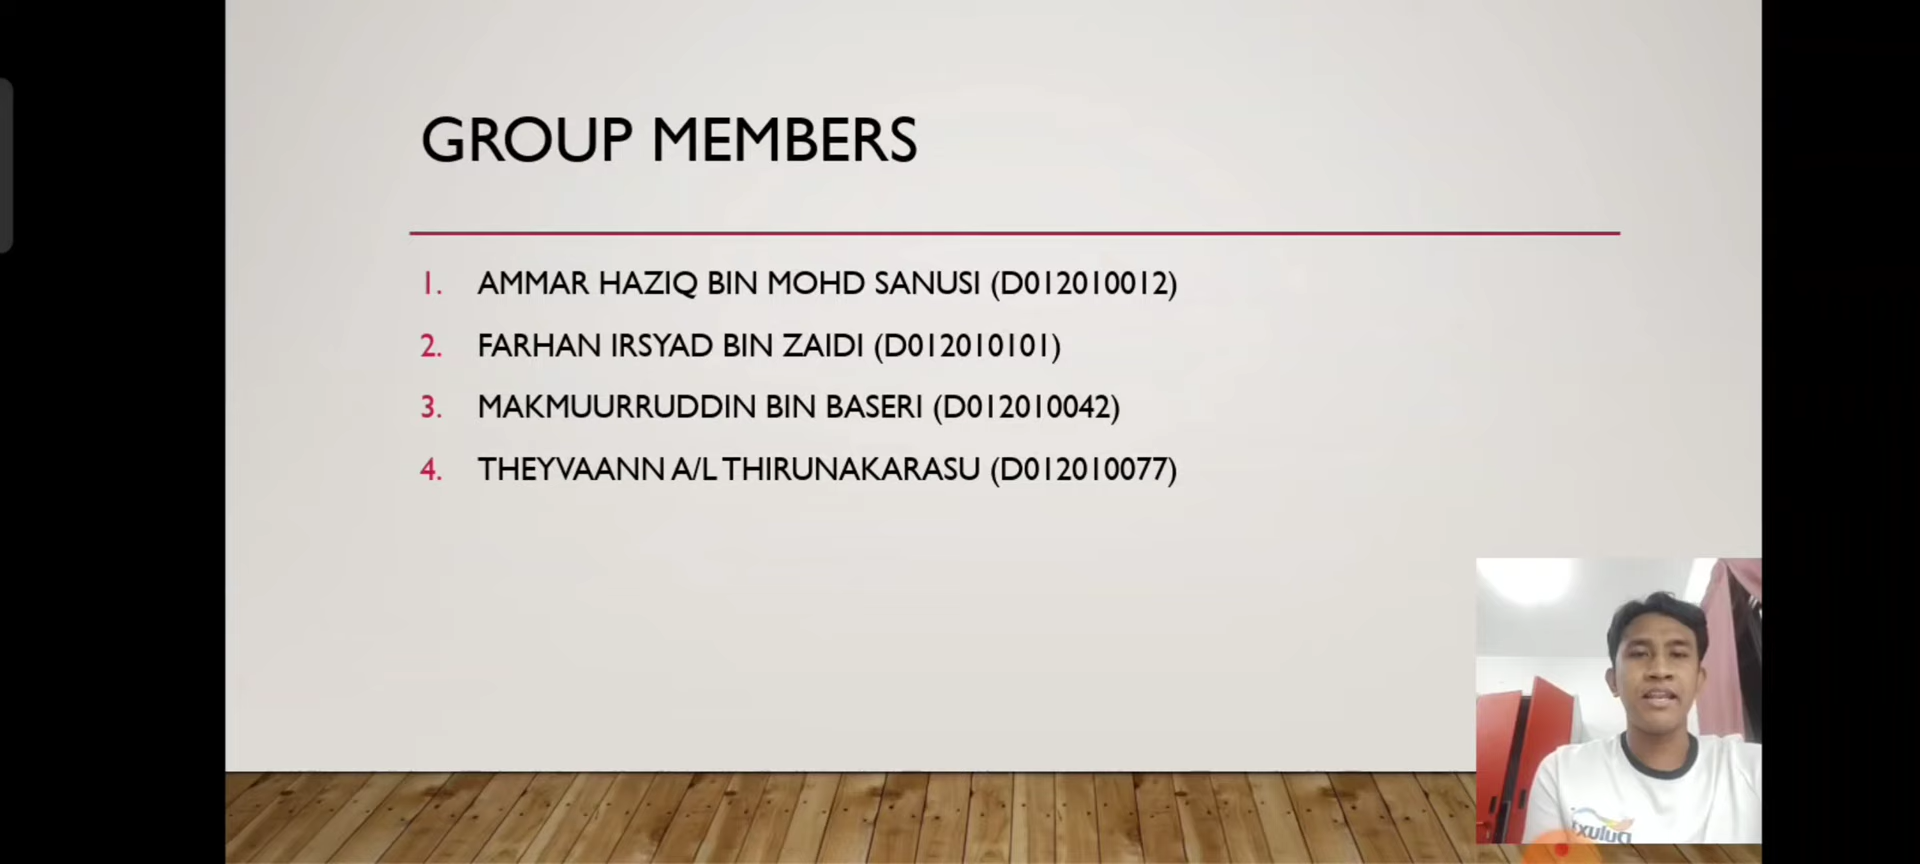 GROUP MEMBERS
1. AMMAR HAZIQ BIN MOHD SANUSI (D012010012)
2. FARHAN IRSYAD BIN ZAIDI (D012010101)
3. MAKMUURRUDDIN BIN BASERI (D012010042)
4. THEYVAANN A/L THIRUNAKARASU (D012010077)